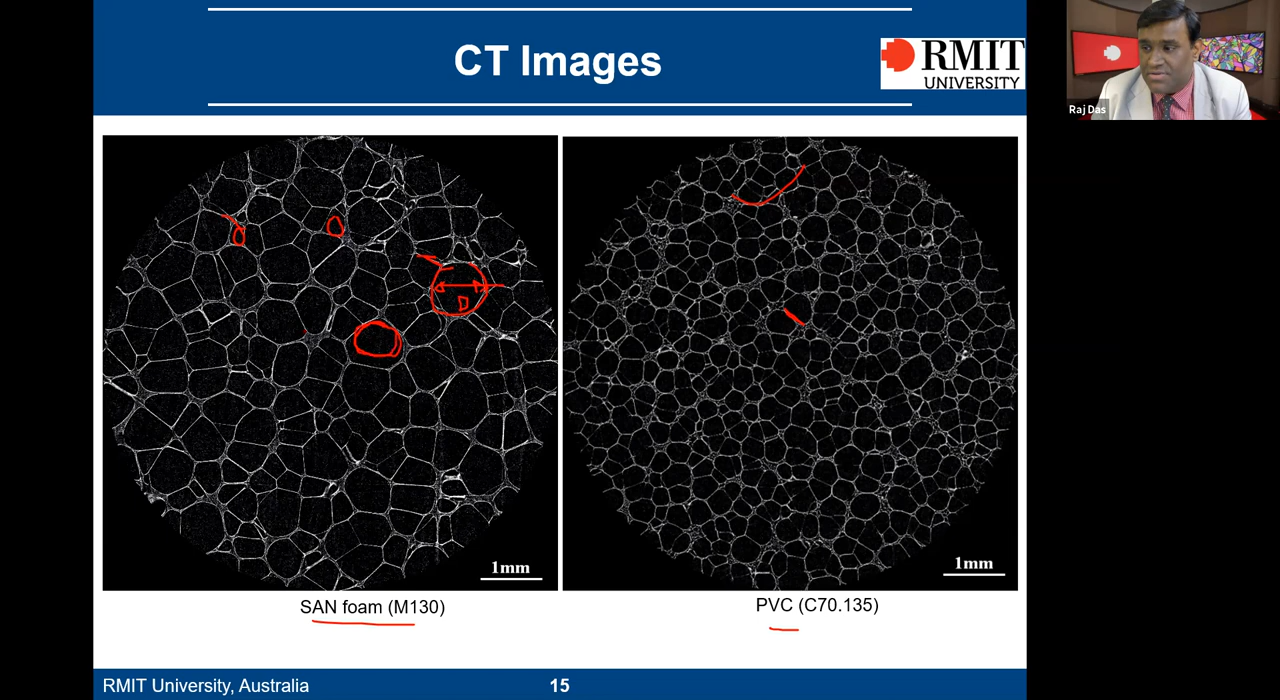 CT Images
RMIT
UNIVERSITY
Raj Das
D
1mm
1mm
SAN foam (M130)
PVC (C70.135)
RMIT University, Australia
15